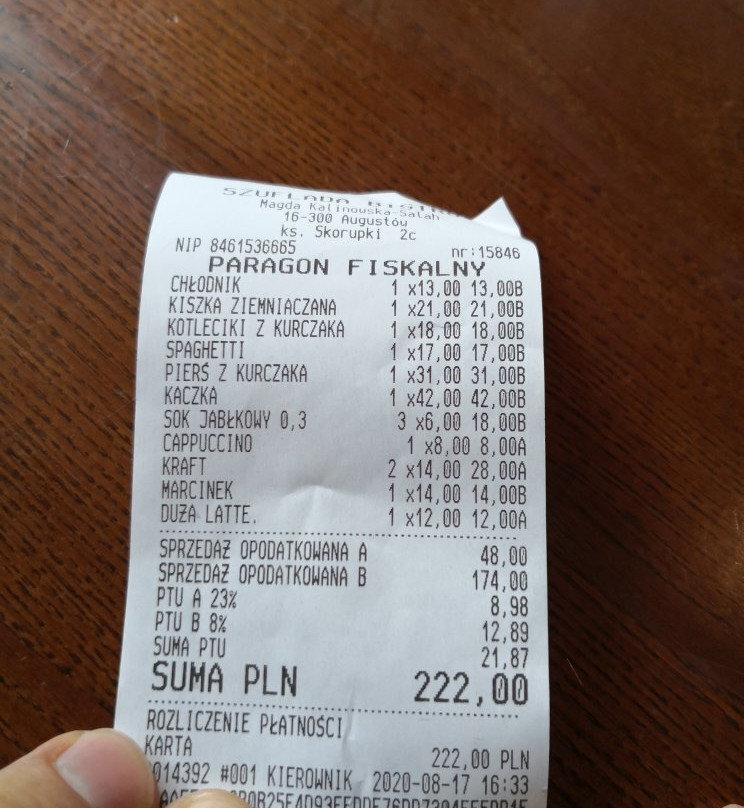 SZUFLADA
Magda Kalinowska-Salah
16-300 Augustów
ks. Skorupki 2c
NIP 8461536665 nr:15846
PARAGON FISKALNY
CHŁODNIK 1 x13,00 13,00B
KISZKA ZIEMNIACZANA 1 x21,00 21,00B
KOTLECIKI Z KURCZAKA 1 x18,00 18,00B
SPAGHETTI 1 x17,00 17,00B
PIERŚ Z KURCZAKA 1 x31,00 31,00B
KACZKA 1 x42,00 42,00B
SOK JABŁKOWY 0,3 3 x6,00 18,00B
CAPPUCCINO 1 x8,00 8,00A
KRAFT 2 x14,00 28,00A
MARCINEK 1 x14,00 14,00B
DUŻA LATTE. 1 x12,00 12,00A
SPRZEDAŻ OPODATKOWANA A 48,00
SPRZEDAŻ OPODATKOWANA B 174,00
PTU A 23% 8,98
PTU B 8% 12,89
SUMA PTU 21,87
SUMA PLN 222,00
ROZLICZENIE PŁATNOŚCI
KARTA 222,00 PLN
014392 #001 KIEROWNIK 2020-08-17 16:33